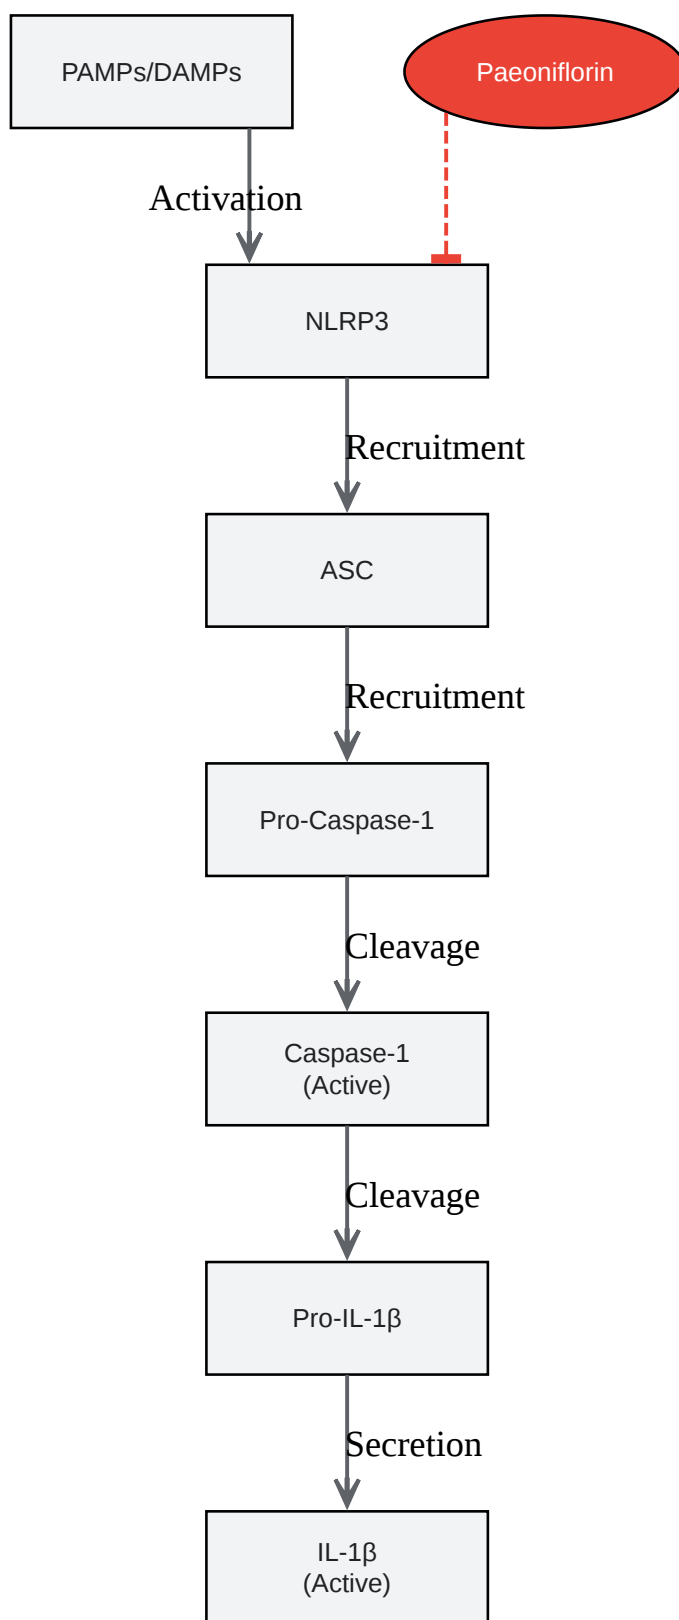 PAMPs/DAMPs
Paeoniflorin
Activation
NLRP3
Recruitment
ASC
Recruitment
Pro-Caspase-1
Cleavage
Caspase-1
(Active)
Cleavage
Pro-IL-1β
Secretion
IL-1β
(Active)